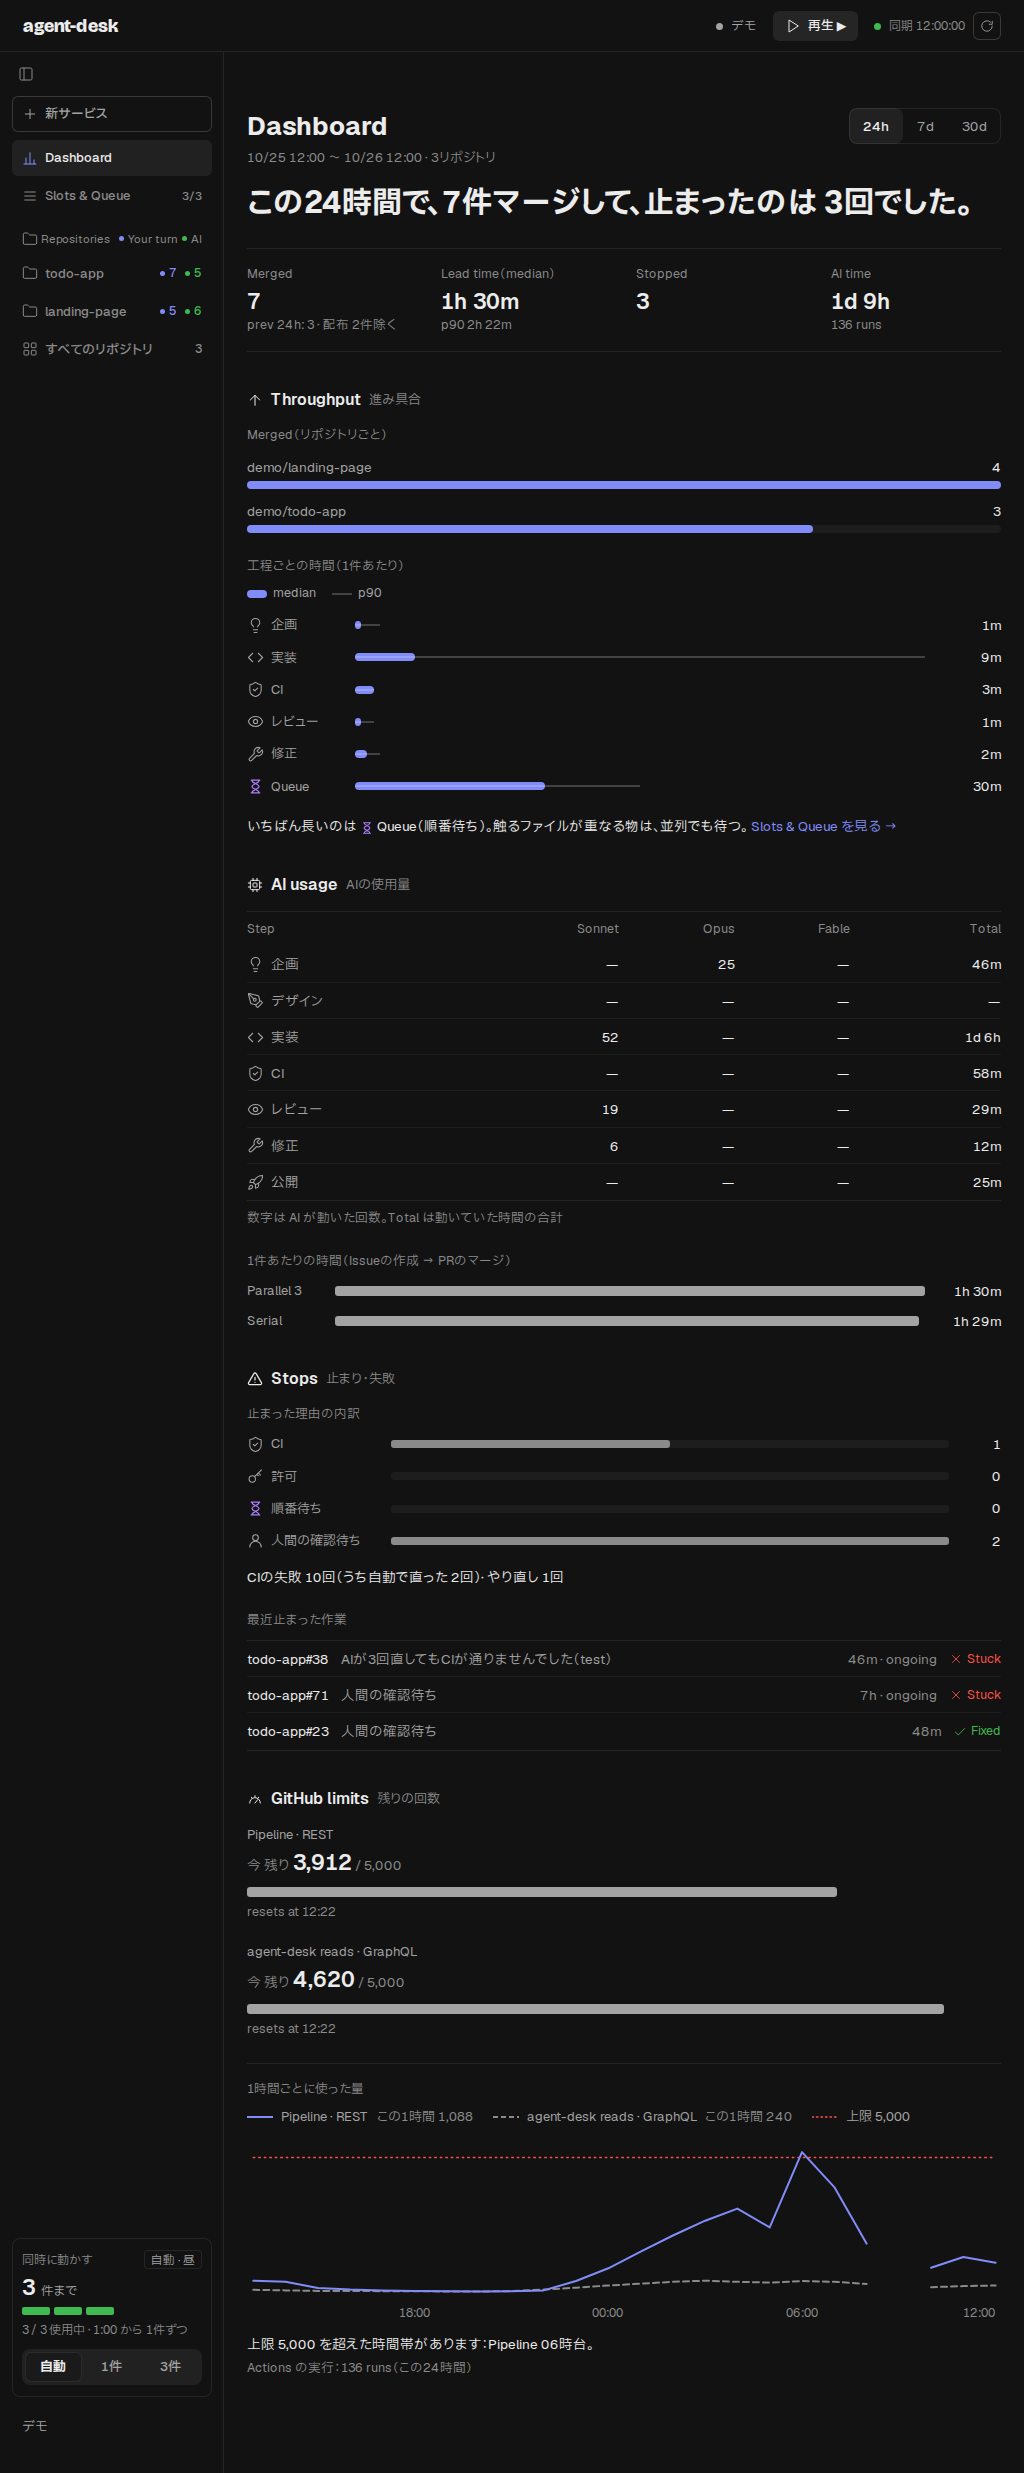 agent-desk
デモ
再生 ▶
同期 12:00:00
新サービス
Dashboard
Slots & Queue 3/3
Repositories Your turn AI
todo-app 7 5
landing-page 5 6
すべてのリポジトリ 3
Dashboard
24h 7d 30d
10/25 12:00 〜 10/26 12:00 · 3リポジトリ
この24時間で、7件マージして、止まったのは 3回でした。
Merged
7
prev 24h: 3 · 配布 2件除く
Lead time（median）
1h 30m
p90 2h 22m
Stopped
3
AI time
1d 9h
136 runs
Throughput 進み具合
Merged（リポジトリごと）
demo/landing-page 4
demo/todo-app 3
工程ごとの時間（1件あたり）
median p90
企画 1m
実装 9m
CI 3m
レビュー 1m
修正 2m
Queue 30m
いちばん長いのは Queue（順番待ち）。触るファイルが重なる物は、並列でも待つ。Slots & Queue を見る →
AI usage AIの使用量
Step Sonnet Opus Fable Total
企画 — 25 — 46m
デザイン — — — —
実装 52 — — 1d 6h
CI — — — 58m
レビュー 19 — — 29m
修正 6 — — 12m
公開 — — — 25m
数字は AI が動いた回数。Total は動いていた時間の合計
1件あたりの時間（Issueの作成 → PRのマージ）
Parallel 3 1h 30m
Serial 1h 29m
Stops 止まり・失敗
止まった理由の内訳
CI 1
許可 0
順番待ち 0
人間の確認待ち 2
CIの失敗 10回（うち自動で直った 2回）· やり直し 1回
最近止まった作業
todo-app#38 AIが3回直してもCIが通りませんでした（test） 46m · ongoing Stuck
todo-app#71 人間の確認待ち 7h · ongoing Stuck
todo-app#23 人間の確認待ち 48m Fixed
GitHub limits 残りの回数
Pipeline · REST
今 残り 3,912 / 5,000
resets at 12:22
agent-desk reads · GraphQL
今 残り 4,620 / 5,000
resets at 12:22
1時間ごとに使った量
Pipeline · REST この1時間 1,088 agent-desk reads · GraphQL この1時間 240 上限 5,000
18:00 00:00 06:00 12:00
上限 5,000 を超えた時間帯があります：Pipeline 06時台。
Actions の実行：136 runs（この24時間）
同時に動かす 自動 · 昼
3 件まで
3 / 3 使用中 · 1:00 から 1件ずつ
自動 1件 3件
デモ